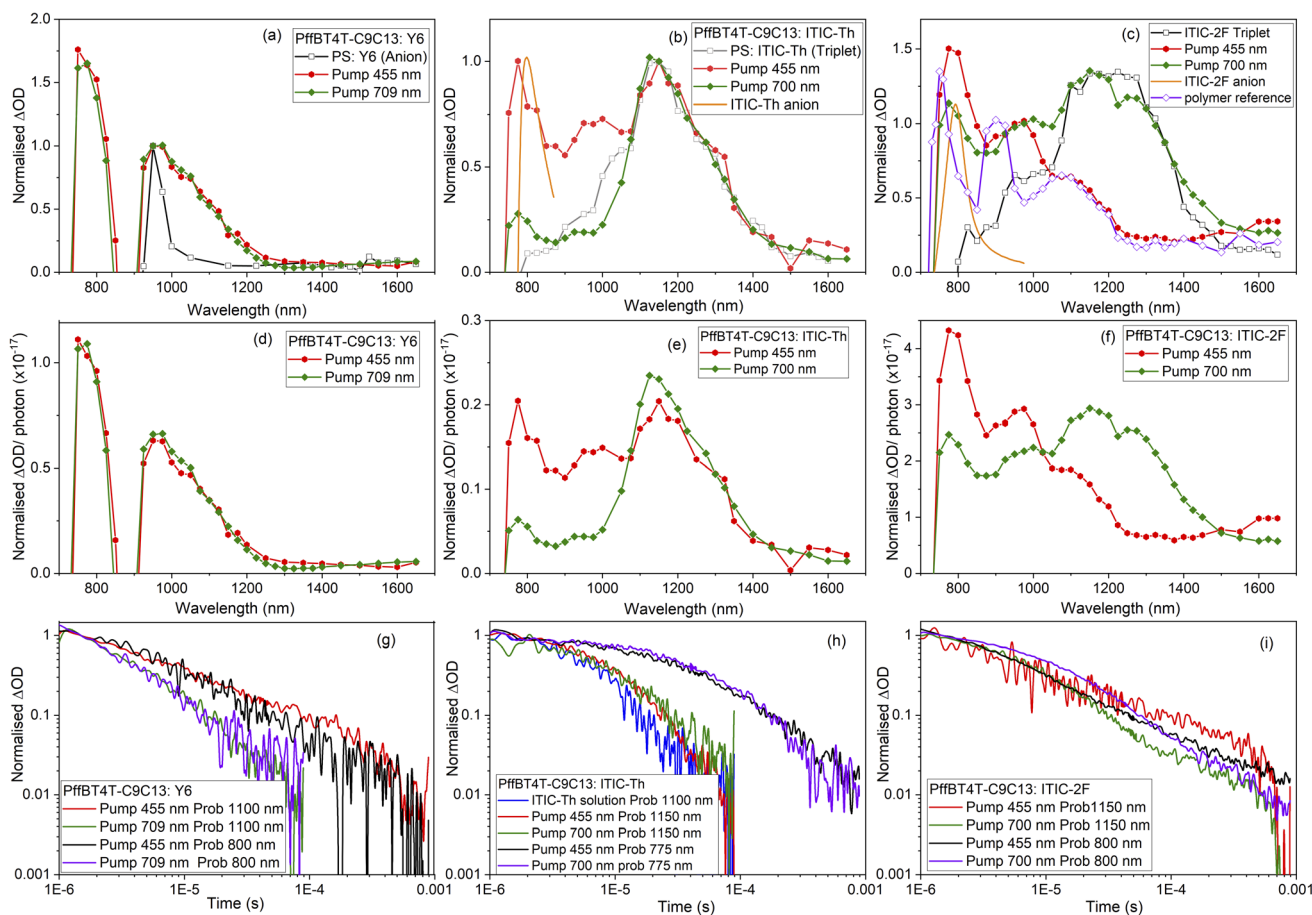 (a)
PffBT4T-C9C13: Y6
PS: Y6 (Anion)
Pump 455 nm
Pump 709 nm
Normalised ΔOD
0.0
0.5
1.0
1.5
2.0
800 1000 1200 1400 1600
Wavelength (nm)
(b)
PffBT4T-C9C13: ITIC-Th
PS: ITIC-Th (Triplet)
Pump 455 nm
Pump 700 nm
ITIC-Th anion
Normalised ΔOD
0.0
0.5
1.0
800 1000 1200 1400 1600
Wavelength (nm)
(c)
ITIC-2F Triplet
Pump 455 nm
Pump 700 nm
ITIC-2F anion
polymer reference
Normalised ΔOD
0.0
0.5
1.0
1.5
800 1000 1200 1400 1600
Wavelength (nm)
(d)
PffBT4T-C9C13: Y6
Pump 455 nm
Pump 709 nm
Normalised ΔOD/ photon (x10-17)
0.0
0.5
1.0
800 1000 1200 1400 1600
Wavelength (nm)
(e)
PffBT4T-C9C13: ITIC-Th
Pump 455 nm
Pump 700 nm
Normalised ΔOD/ photon (x10-17)
0.0
0.1
0.2
0.3
800 1000 1200 1400 1600
Wavelength (nm)
(f)
PffBT4T-C9C13: ITIC-2F
Pump 455 nm
Pump 700 nm
Normalised ΔOD/ photon (x10-17)
0
1
2
3
4
800 1000 1200 1400 1600
Wavelength (nm)
(g)
PffBT4T-C9C13: Y6
Pump 455 nm Prob 1100 nm
Pump 709 nm Prob 1100 nm
Pump 455 nm Prob 800 nm
Pump 709 nm Prob 800 nm
Normalised ΔOD
1
0.1
0.01
0.001
1E-6 1E-5 1E-4 0.001
Time (s)
(h)
PffBT4T-C9C13: ITIC-Th
ITIC-Th solution Prob 1100 nm
Pump 455 nm Prob 1150 nm
Pump 700 nm Prob 1150 nm
Pump 455 nm Prob 775 nm
Pump 700 nm prob 775 nm
Normalised ΔOD
1
0.1
0.01
0.001
1E-5 1E-4 0.001
Time (s)
(i)
PffBT4T-C9C13: ITIC-2F
Pump 455 nm Prob1150 nm
Pump 700 nm Prob 1150 nm
Pump 455 nm Prob 800 nm
Pump 700 nm Prob 800 nm
Normalised ΔOD
1
0.1
0.01
0.001
1E-6 1E-5 1E-4 0.001
Time (s)